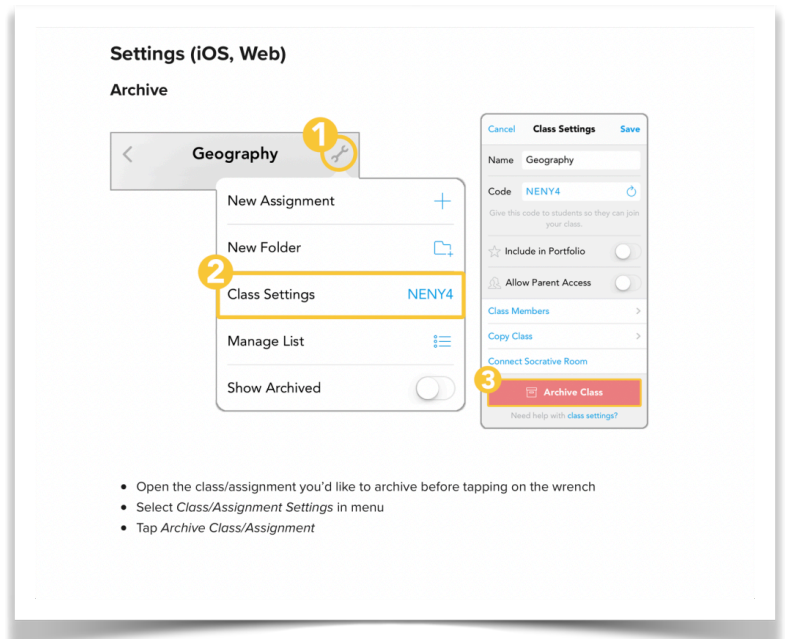 Settings (iOS, Web)
Archive
1
Geography
New Assignment
New Folder
2
Class Settings NENY4
Manage List
Show Archived
Cancel Class Settings Save
Name Geography
Code NENY4
Give this code to students so they can join
your class.
Include in Portfolio
Allow Parent Access
Class Members
Copy Class
Connect Socrative Room
3
Archive Class
Need help with class settings?
• Open the class/assignment you'd like to archive before tapping on the wrench
• Select Class/Assignment Settings in menu
• Tap Archive Class/Assignment